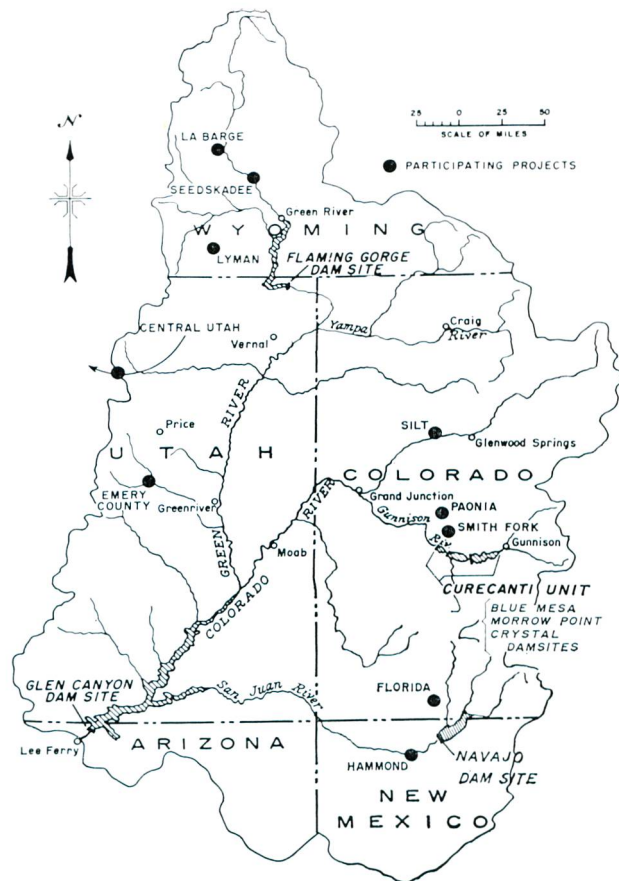 N
25 0 50
SCALE OF MILES
PARTICIPATING PROJECTS
LA BARGE
SEEDSKADEE
Green River
WYOMING
LYMAN
FLAMING GORGE
DAM SITE
CENTRAL UTAH
Vernal
Yampa River
Craig
GREEN RIVER
Price
UTAH
EMERY
COUNTY
Greenriver
SILT
Glenwood Springs
COLORADO
Grand Junction
PAONIA
SMITH FORK
Gunnison Riv
Gunnison
COLORADO RIVER
Moab
CURECANTI UNIT
BLUE MESA
MORROW POINT
CRYSTAL
DAMSITES
GLEN CANYON
DAM SITE
San Juan River
FLORIDA
Lee Ferry
ARIZONA
HAMMOND
NAVAJO
DAM SITE
NEW
MEXICO